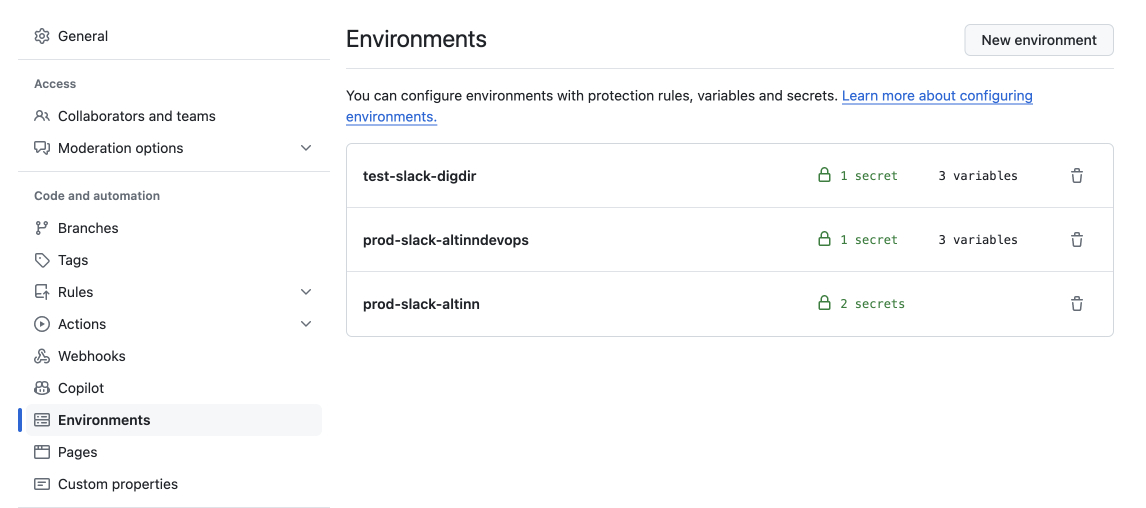 General
Access
Collaborators and teams
Moderation options
Code and automation
Branches
Tags
Rules
Actions
Webhooks
Copilot
Environments
Pages
Custom properties
Environments
New environment
You can configure environments with protection rules, variables and secrets. Learn more about configuring
environments.
test-slack-digdir 1 secret 3 variables
prod-slack-altinndevops 1 secret 3 variables
prod-slack-altinn 2 secrets